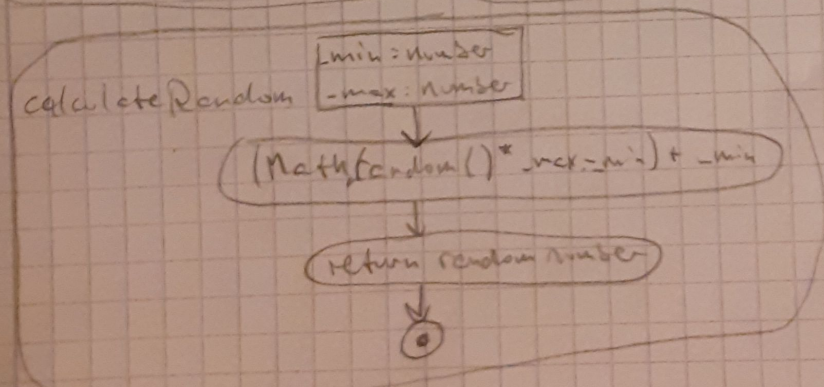 _min : number
calculateRandom
_max : number
(Math.random()* _max - _min) + _min
return random number